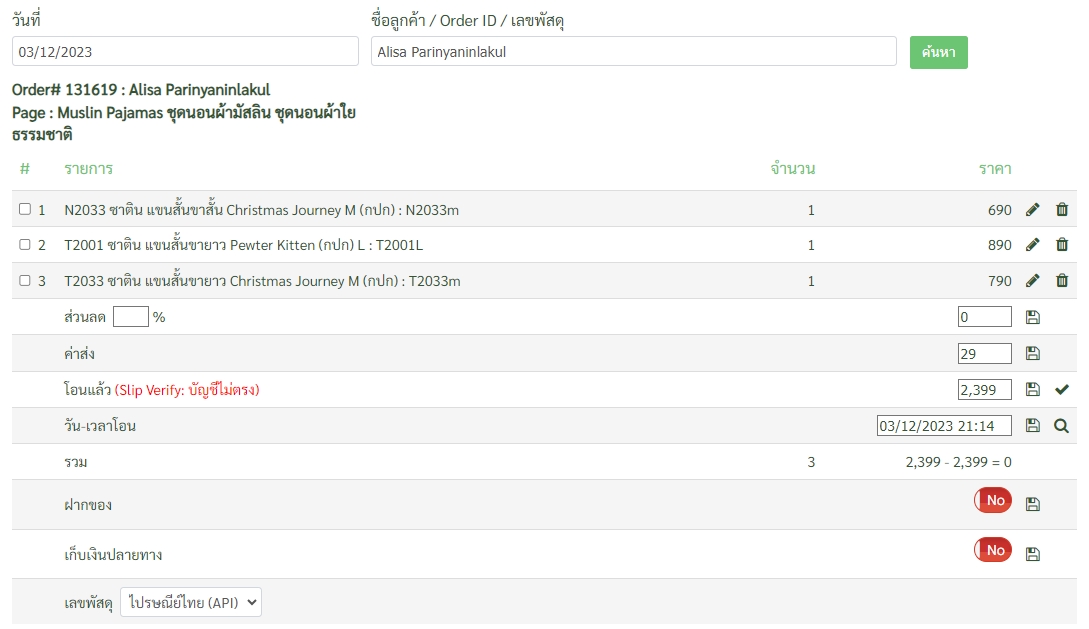 วันที่ ชื่อลูกค้า / Order ID / เลขพัสดุ
03/12/2023 Alisa Parinyaninlakul ค้นหา
Order# 131619 : Alisa Parinyaninlakul
Page : Muslin Pajamas ชุดนอนผ้ามัสลิน ชุดนอนผ้าใย
ธรรมชาติ
# รายการ จำนวน ราคา
1 N2033 ซาติน แขนสั้นขาสั้น Christmas Journey M (กปก) : N2033m 1 690
2 T2001 ซาติน แขนสั้นขายาว Pewter Kitten (กปก) L : T2001L 1 890
3 T2033 ซาติน แขนสั้นขายาว Christmas Journey M (กปก) : T2033m 1 790
ส่วนลด % 0
ค่าส่ง 29
โอนแล้ว (Slip Verify: บัญชีไม่ตรง) 2,399
วัน-เวลาโอน 03/12/2023 21:14
รวม 3 2,399 - 2,399 = 0
ฝากของ No
เก็บเงินปลายทาง No
เลขพัสดุ ไปรษณีย์ไทย (API)